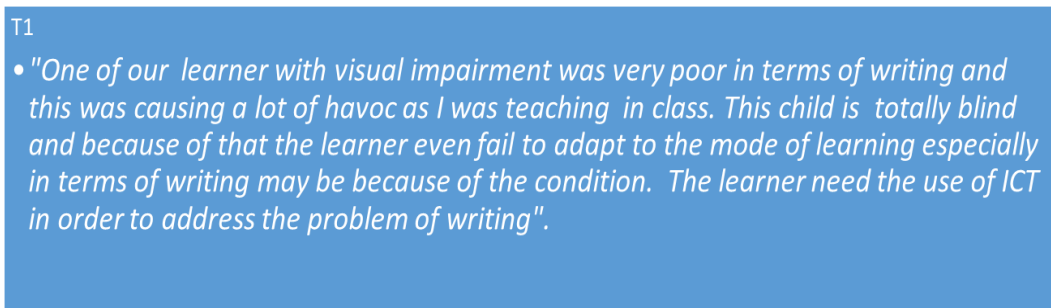 T1
• "One of our learner with visual impairment was very poor in terms of writing and
this was causing a lot of havoc as I was teaching in class. This child is totally blind
and because of that the learner even fail to adapt to the mode of learning especially
in terms of writing may be because of the condition. The learner need the use of ICT
in order to address the problem of writing".